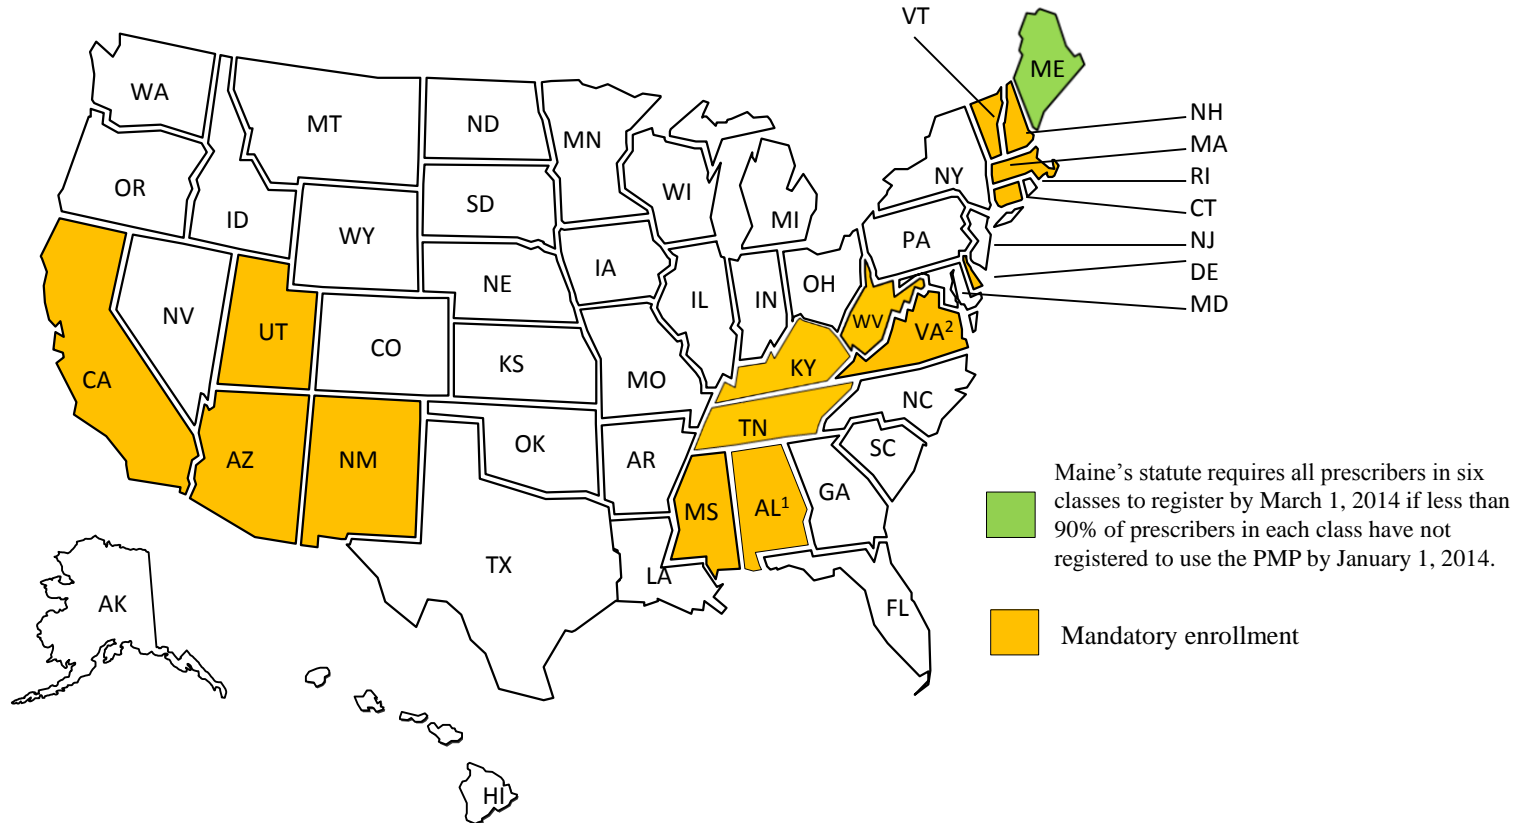 VT
ME
WA
MT
ND
MN
NH
MA
RI
CT
NJ
DE
MD
OR
ID
WY
SD
WI
MI
NY
PA
NE
IA
IL
IN
OH
NV
UT
CO
KS
MO
KY
WV
VA²
CA
AZ
NM
OK
AR
TN
NC
SC
MS
AL¹
GA
TX
LA
FL
AK
HI
Maine’s statute requires all prescribers in six
classes to register by March 1, 2014 if less than
90% of prescribers in each class have not
registered to use the PMP by January 1, 2014.
Mandatory enrollment